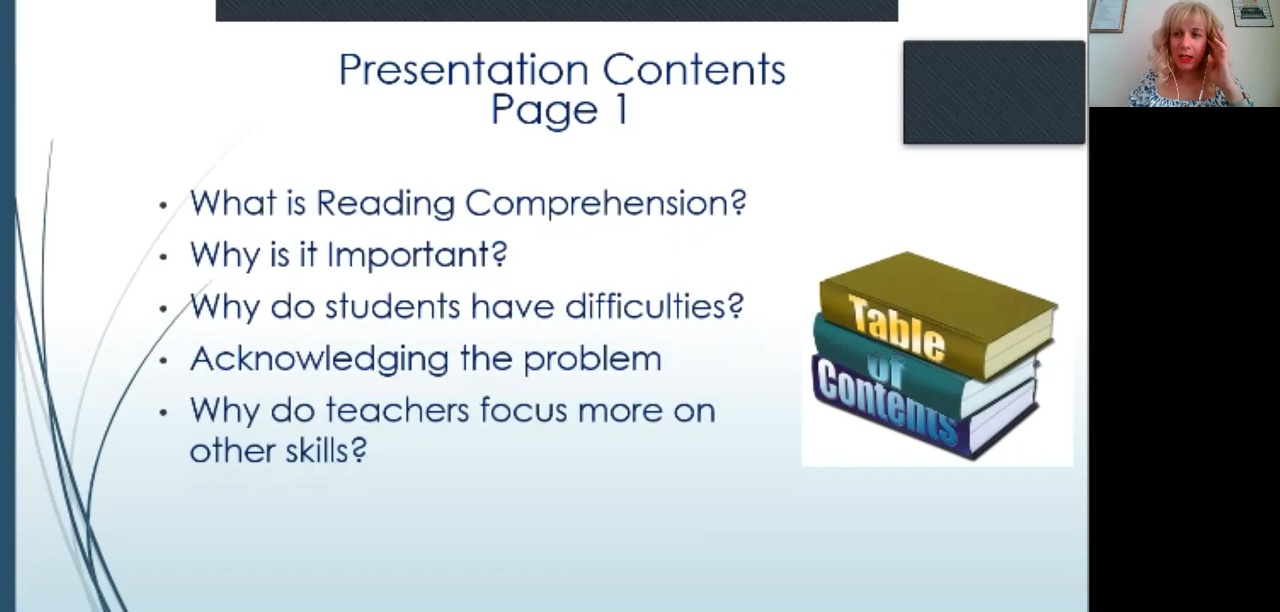 Presentation Contents
Page 1
• What is Reading Comprehension?
• Why is it Important?
• Why do students have difficulties?
• Acknowledging the problem
• Why do teachers focus more on
other skills?
Table
of
Contents